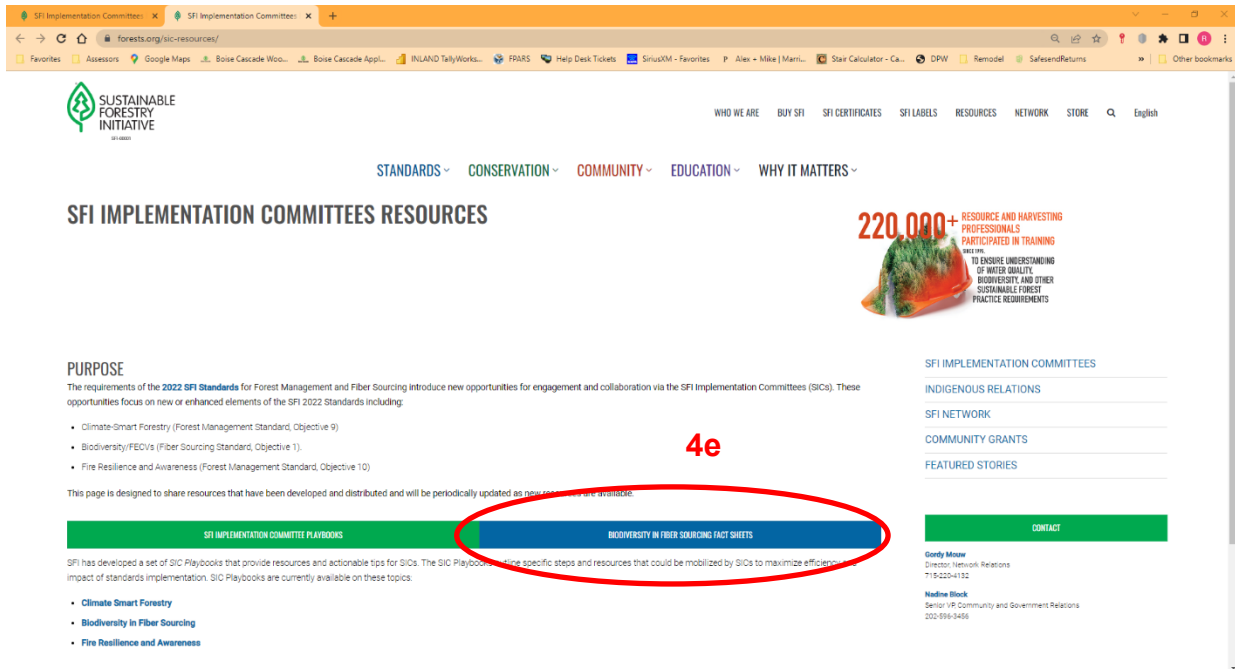 SFI Implementation Committees
SFI Implementation Committees
forests.org/sic-resources/
Favorites Assessors Google Maps Boise Cascade Woo... Boise Cascade Appl... INLAND TallyWorks... FPARS Help Desk Tickets SiriusXM - Favorites Alex + Mike | Marri... Stair Calculator - Ca... DPW Remodel SafesendReturns » Other bookmarks
SUSTAINABLE
FORESTRY
INITIATIVE
SFI-00001
WHO WE ARE BUY SFI SFI CERTIFICATES SFI LABELS RESOURCES NETWORK STORE English
STANDARDS CONSERVATION COMMUNITY EDUCATION WHY IT MATTERS
SFI IMPLEMENTATION COMMITTEES RESOURCES
220,000+ RESOURCE AND HARVESTING
PROFESSIONALS
PARTICIPATED IN TRAINING
SINCE 1995,
TO ENSURE UNDERSTANDING
OF WATER QUALITY,
BIODIVERSITY, AND OTHER
SUSTAINABLE FOREST
PRACTICE REQUIREMENTS
PURPOSE
The requirements of the 2022 SFI Standards for Forest Management and Fiber Sourcing introduce new opportunities for engagement and collaboration via the SFI Implementation Committees (SICs). These
opportunities focus on new or enhanced elements of the SFI 2022 Standards including:
• Climate-Smart Forestry (Forest Management Standard, Objective 9)
• Biodiversity/FECVs (Fiber Sourcing Standard, Objective 1).
• Fire Resilience and Awareness (Forest Management Standard, Objective 10)
4e
This page is designed to share resources that have been developed and distributed and will be periodically updated as new resources are available.
SFI IMPLEMENTATION COMMITTEE PLAYBOOKS
BIODIVERSITY IN FIBER SOURCING FACT SHEETS
SFI has developed a set of SIC Playbooks that provide resources and actionable tips for SICs. The SIC Playbooks outline specific steps and resources that could be mobilized by SICs to maximize efficiency and
impact of standards implementation. SIC Playbooks are currently available on these topics:
• Climate Smart Forestry
• Biodiversity in Fiber Sourcing
• Fire Resilience and Awareness
SFI IMPLEMENTATION COMMITTEES
INDIGENOUS RELATIONS
SFI NETWORK
COMMUNITY GRANTS
FEATURED STORIES
CONTACT
Gordy Mouw
Director, Network Relations
715-220-4132
Nadine Block
Senior VP, Community and Government Relations
202-596-3456